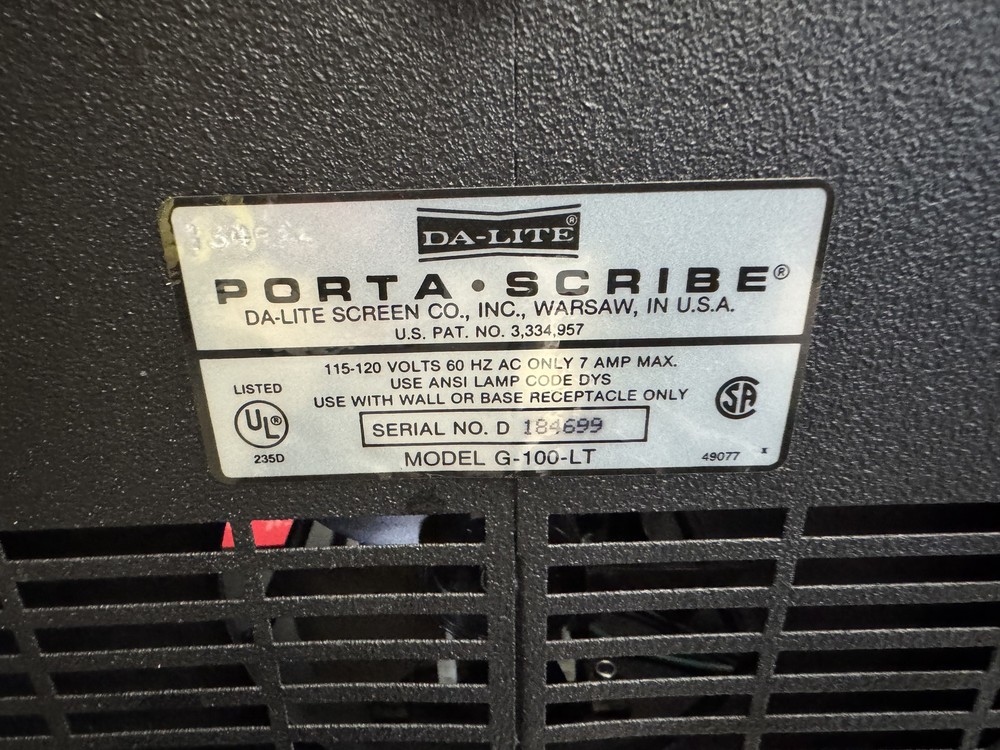 DA-LITE®
PORTA•SCRIBE®
DA-LITE SCREEN CO., INC., WARSAW, IN U.S.A.
U.S. PAT. NO. 3,334,957
115-120 VOLTS 60 HZ AC ONLY 7 AMP MAX.
USE ANSI LAMP CODE DYS
USE WITH WALL OR BASE RECEPTACLE ONLY
LISTED
UL®
235D
SERIAL NO. D 184699
MODEL G-100-LT
SA
49077 X